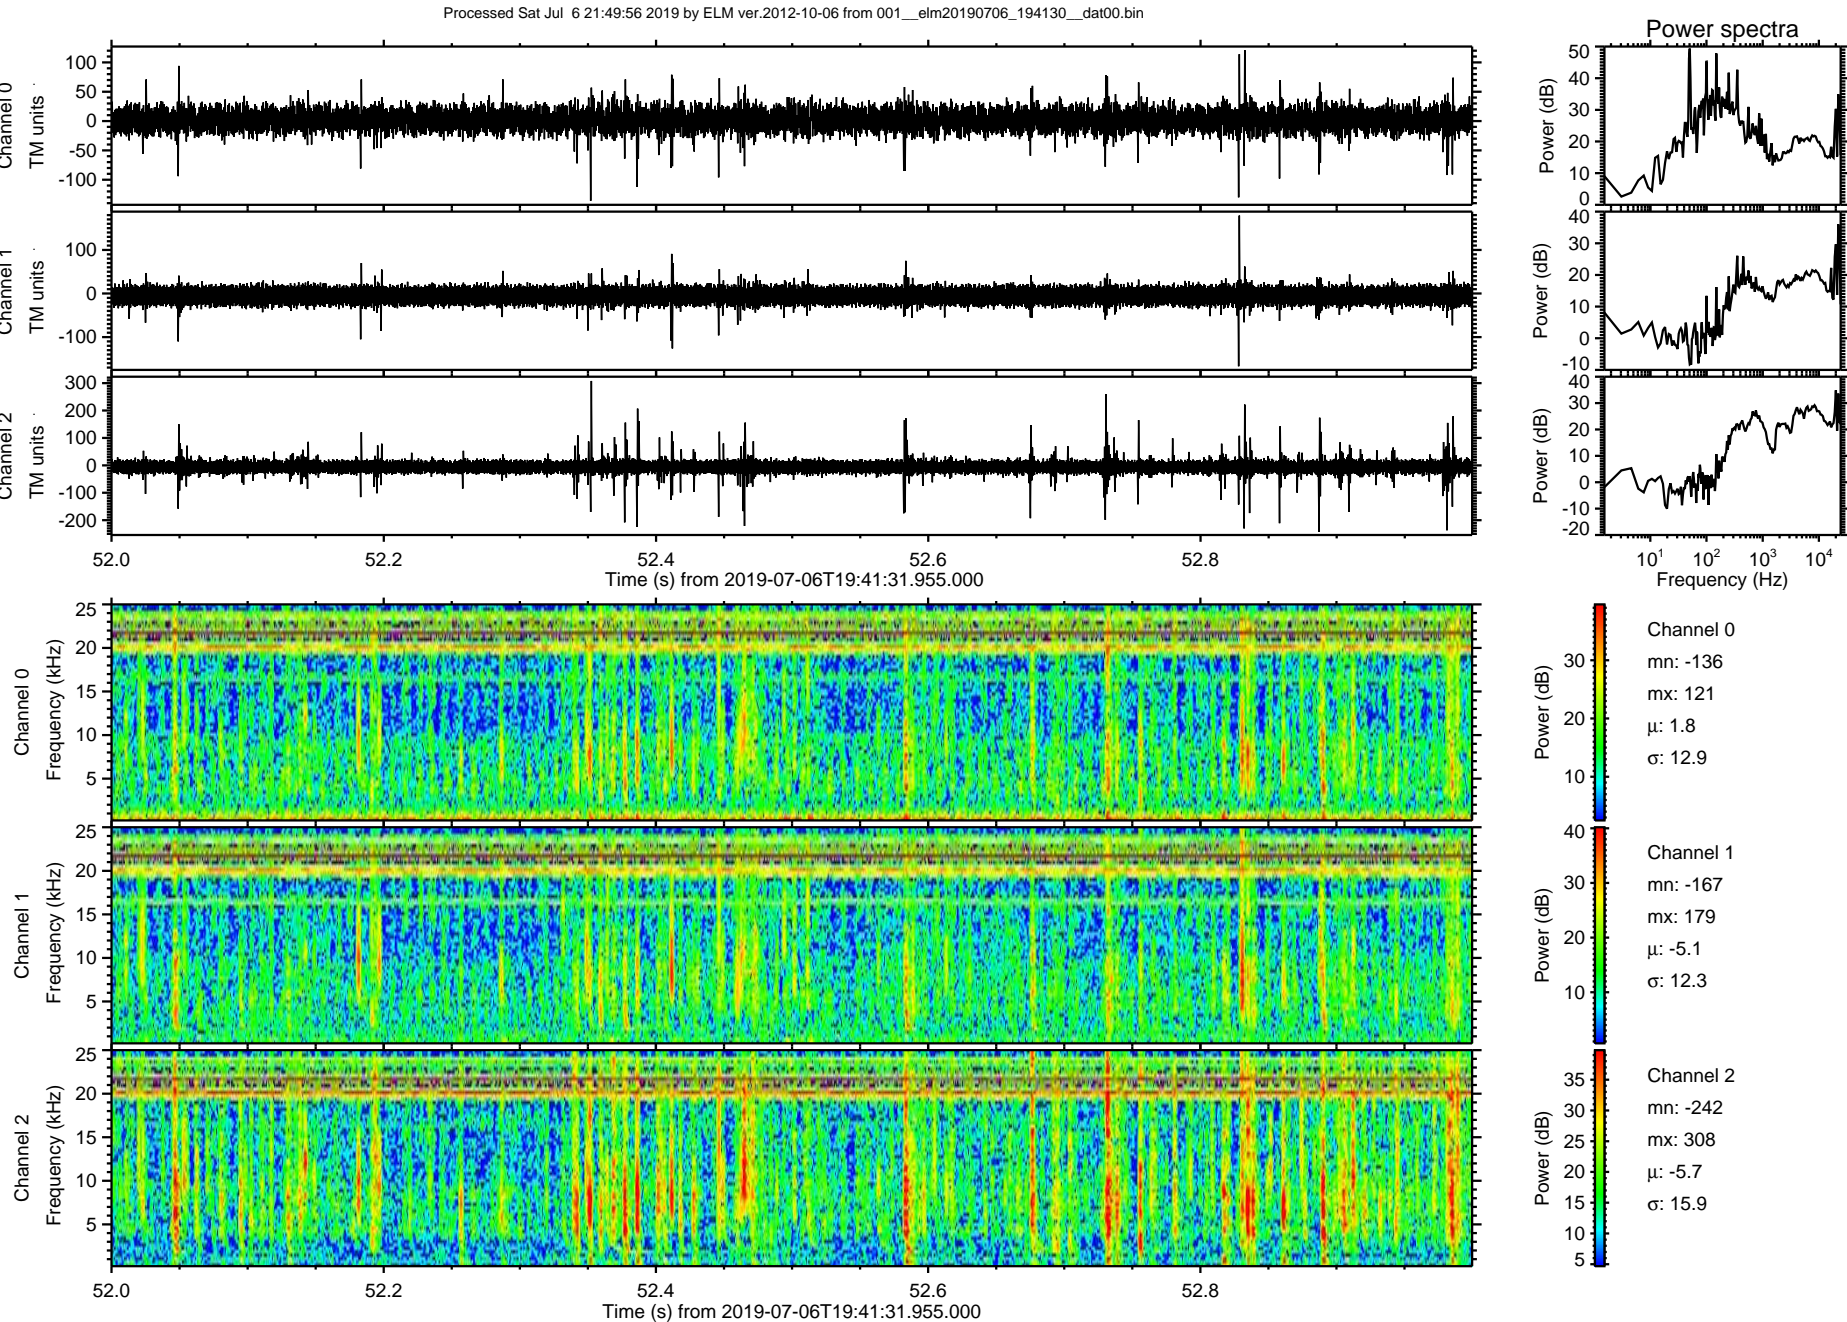 Processed Sat Jul 6 21:49:56 2019 by ELM ver.2012-10-06 from 001__elm20190706_194130__dat00.bin
Power spectra
Channel 0
TM units
100
50
0
-50
-100
Power (dB)
50
40
30
20
10
0
Channel 1
TM units
100
0
-100
Power (dB)
40
30
20
10
0
-10
Channel 2
TM units
300
200
100
0
-100
-200
Power (dB)
40
30
20
10
0
-10
-20
52.0 52.2 52.4 52.6 52.8
Time (s) from 2019-07-06T19:41:31.955.000
10¹ 10² 10³ 10⁴
Frequency (Hz)
Channel 0
Frequency (kHz)
25
20
15
10
5
Power (dB)
30
20
10
Channel 0
mn: -136
mx: 121
μ: 1.8
σ: 12.9
Channel 1
Frequency (kHz)
25
20
15
10
5
Power (dB)
40
30
20
10
Channel 1
mn: -167
mx: 179
μ: -5.1
σ: 12.3
Channel 2
Frequency (kHz)
25
20
15
10
5
Power (dB)
35
30
25
20
15
10
5
Channel 2
mn: -242
mx: 308
μ: -5.7
σ: 15.9
52.0 52.2 52.4 52.6 52.8
Time (s) from 2019-07-06T19:41:31.955.000